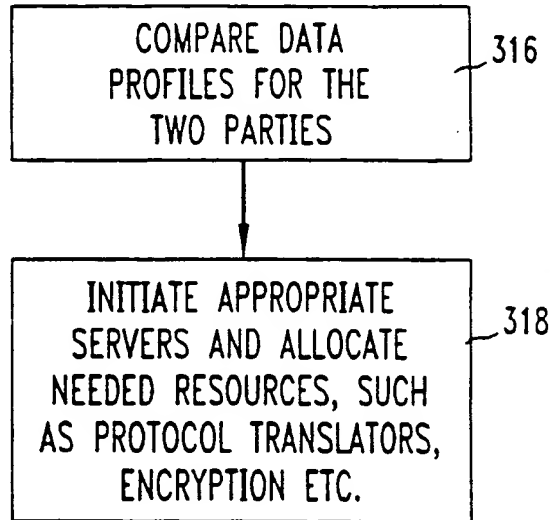 COMPARE DATA
PROFILES FOR THE
TWO PARTIES
316
INITIATE APPROPRIATE
SERVERS AND ALLOCATE
NEEDED RESOURCES, SUCH
AS PROTOCOL TRANSLATORS,
ENCRYPTION ETC.
318